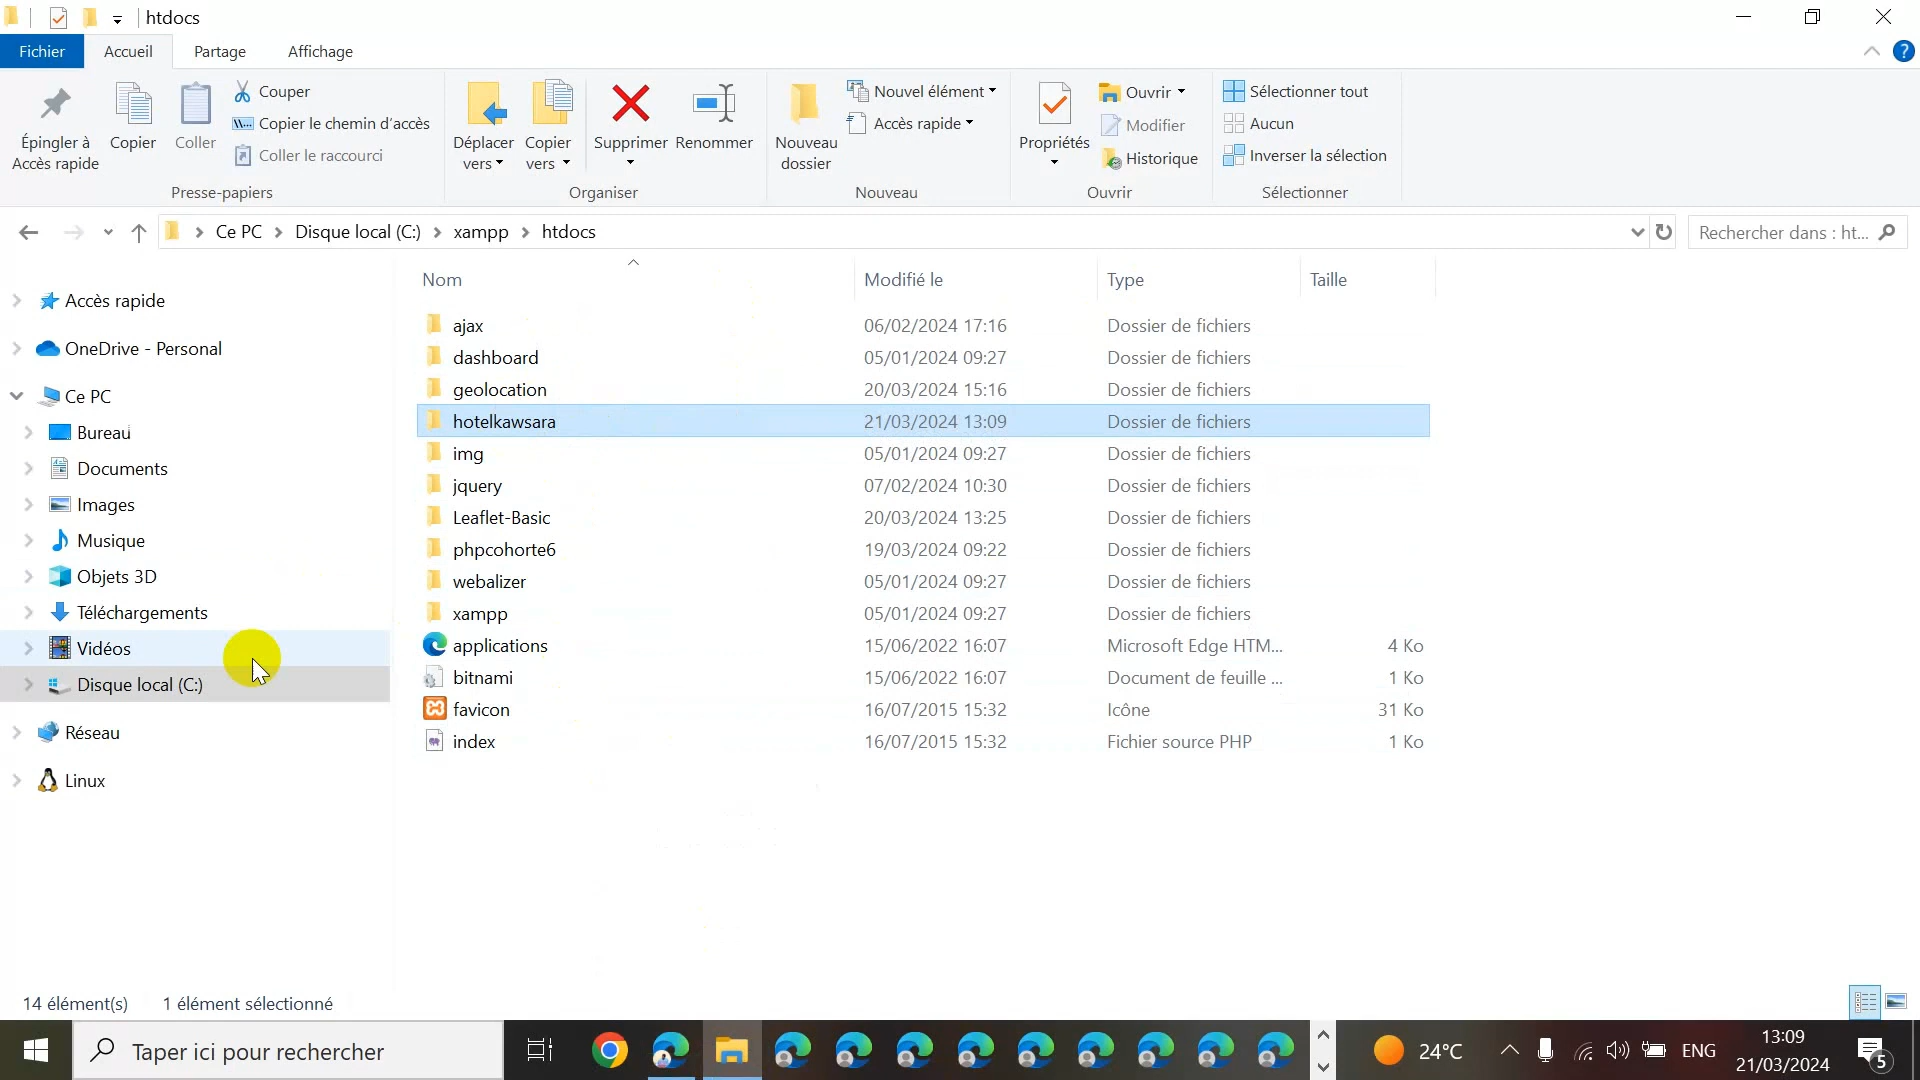 htdocs
Fichier Accueil Partage Affichage
Épingler à Accès rapide
Copier
Coller
Couper
Copier le chemin d'accès
Coller le raccourci
Presse-papiers
Déplacer vers
Copier vers
Supprimer
Renommer
Organiser
Nouveau dossier
Nouvel élément
Accès rapide
Nouveau
Propriétés
Ouvrir
Modifier
Historique
Ouvrir
Sélectionner tout
Aucun
Inverser la sélection
Sélectionner
Ce PC > Disque local (C:) > xampp > htdocs
Rechercher dans : ht...
Accès rapide
OneDrive - Personal
Ce PC
Bureau
Documents
Images
Musique
Objets 3D
Téléchargements
Vidéos
Disque local (C:)
Réseau
Linux
Nom Modifié le Type Taille
ajax 06/02/2024 17:16 Dossier de fichiers
dashboard 05/01/2024 09:27 Dossier de fichiers
geolocation 20/03/2024 15:16 Dossier de fichiers
hotelkawsara 21/03/2024 13:09 Dossier de fichiers
img 05/01/2024 09:27 Dossier de fichiers
jquery 07/02/2024 10:30 Dossier de fichiers
Leaflet-Basic 20/03/2024 13:25 Dossier de fichiers
phpcohorte6 19/03/2024 09:22 Dossier de fichiers
webalizer 05/01/2024 09:27 Dossier de fichiers
xampp 05/01/2024 09:27 Dossier de fichiers
applications 15/06/2022 16:07 Microsoft Edge HTM... 4 Ko
bitnami 15/06/2022 16:07 Document de feuille ... 1 Ko
favicon 16/07/2015 15:32 Icône 31 Ko
index 16/07/2015 15:32 Fichier source PHP 1 Ko
14 élément(s) 1 élément sélectionné
Taper ici pour rechercher
24°C
ENG
13:09
21/03/2024
5